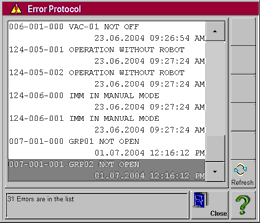 Error Protocol
006-001-000 VAC-01 NOT OFF
23.06.2004 09:26:54 AM
124-005-001 OPERATION WITHOUT ROBOT
23.06.2004 09:27:24 AM
124-005-002 OPERATION WITHOUT ROBOT
23.06.2004 09:27:24 AM
124-006-000 IMM IN MANUAL MODE
23.06.2004 09:27:24 AM
124-006-001 IMM IN MANUAL MODE
23.06.2004 09:27:24 AM
007-001-000 GRP01 NOT OPEN
01.07.2004 12:16:12 PM
007-001-001 GRP02 NOT OPEN
01.07.2004 12:16:12 PM
Refresh
31 Errors are in the list
Close